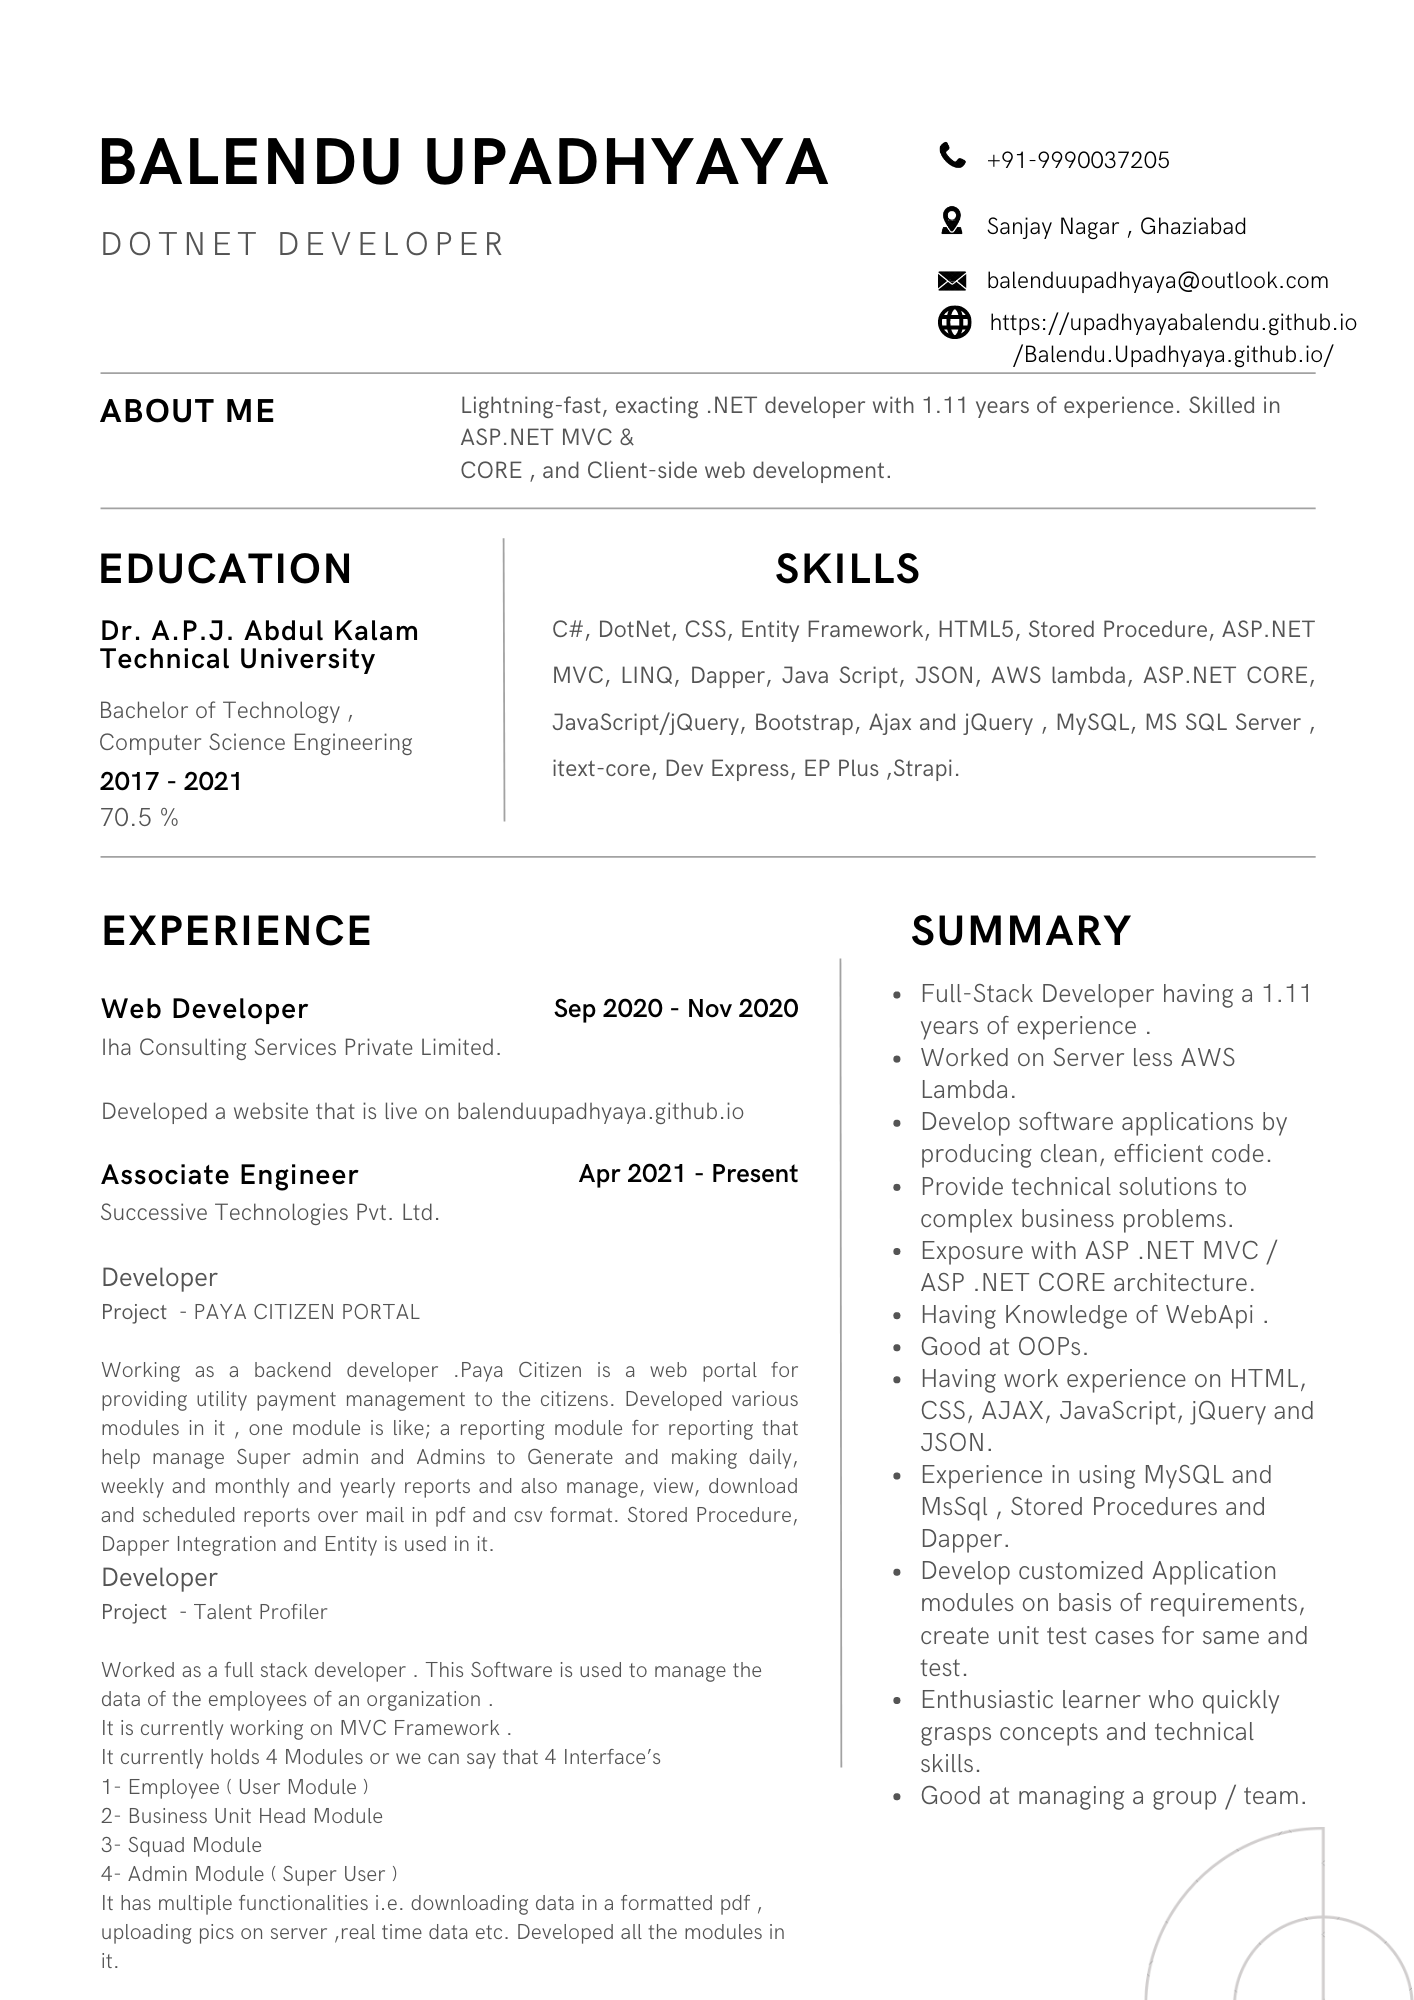 BALENDU UPADHYAYA
DOTNET DEVELOPER
+91-9990037205
Sanjay Nagar , Ghaziabad
balenduupadhyaya@outlook.com
https://upadhyayabalendu.github.io
/Balendu.Upadhyaya.github.io/
ABOUT ME
Lightning-fast, exacting .NET developer with 1.11 years of experience. Skilled in
ASP.NET MVC &
CORE , and Client-side web development.
EDUCATION
Dr. A.P.J. Abdul Kalam
Technical University
Bachelor of Technology ,
Computer Science Engineering
2017 - 2021
70.5 %
SKILLS
C#, DotNet, CSS, Entity Framework, HTML5, Stored Procedure, ASP.NET
MVC, LINQ, Dapper, Java Script, JSON, AWS lambda, ASP.NET CORE,
JavaScript/jQuery, Bootstrap, Ajax and jQuery , MySQL, MS SQL Server ,
itext-core, Dev Express, EP Plus ,Strapi.
EXPERIENCE
Web Developer
Sep 2020 - Nov 2020
Iha Consulting Services Private Limited.
Developed a website that is live on balenduupadhyaya.github.io
Associate Engineer
Apr 2021 - Present
Successive Technologies Pvt. Ltd.
Developer
Project - PAYA CITIZEN PORTAL
Working as a backend developer .Paya Citizen is a web portal for
providing utility payment management to the citizens. Developed various
modules in it , one module is like; a reporting module for reporting that
help manage Super admin and Admins to Generate and making daily,
weekly and monthly and yearly reports and also manage, view, download
and scheduled reports over mail in pdf and csv format. Stored Procedure,
Dapper Integration and Entity is used in it.
Developer
Project - Talent Profiler
Worked as a full stack developer . This Software is used to manage the
data of the employees of an organization .
It is currently working on MVC Framework .
It currently holds 4 Modules or we can say that 4 Interface’s
1- Employee ( User Module )
2- Business Unit Head Module
3- Squad Module
4- Admin Module ( Super User )
It has multiple functionalities i.e. downloading data in a formatted pdf ,
uploading pics on server ,real time data etc. Developed all the modules in
it.
SUMMARY
• Full-Stack Developer having a 1.11
years of experience .
• Worked on Server less AWS
Lambda.
• Develop software applications by
producing clean, efficient code.
• Provide technical solutions to
complex business problems.
• Exposure with ASP .NET MVC /
ASP .NET CORE architecture.
• Having Knowledge of WebApi .
• Good at OOPs.
• Having work experience on HTML,
CSS, AJAX, JavaScript, jQuery and
JSON.
• Experience in using MySQL and
MsSql , Stored Procedures and
Dapper.
• Develop customized Application
modules on basis of requirements,
create unit test cases for same and
test.
• Enthusiastic learner who quickly
grasps concepts and technical
skills.
• Good at managing a group / team.